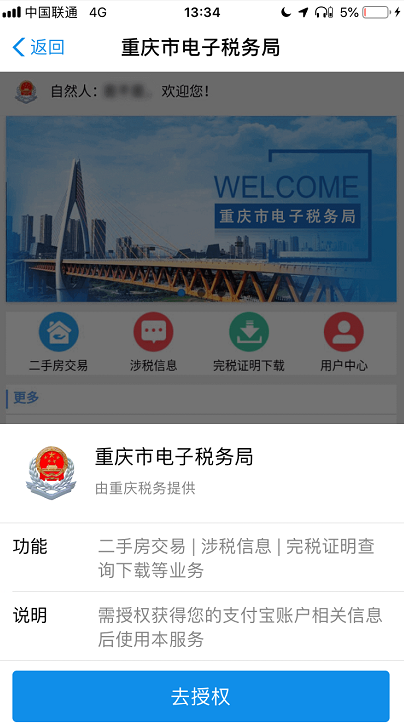 中国联通 4G 13:34 5%
返回 重庆市电子税务局
自然人： 欢迎您！
WELCOME
重庆市电子税务局
二手房交易 涉税信息 完税证明下载 用户中心
更多
重庆市电子税务局
由重庆税务提供
功能 二手房交易 | 涉税信息 | 完税证明查
询下载等业务
说明 需授权获得您的支付宝账户相关信息
后使用本服务
去授权